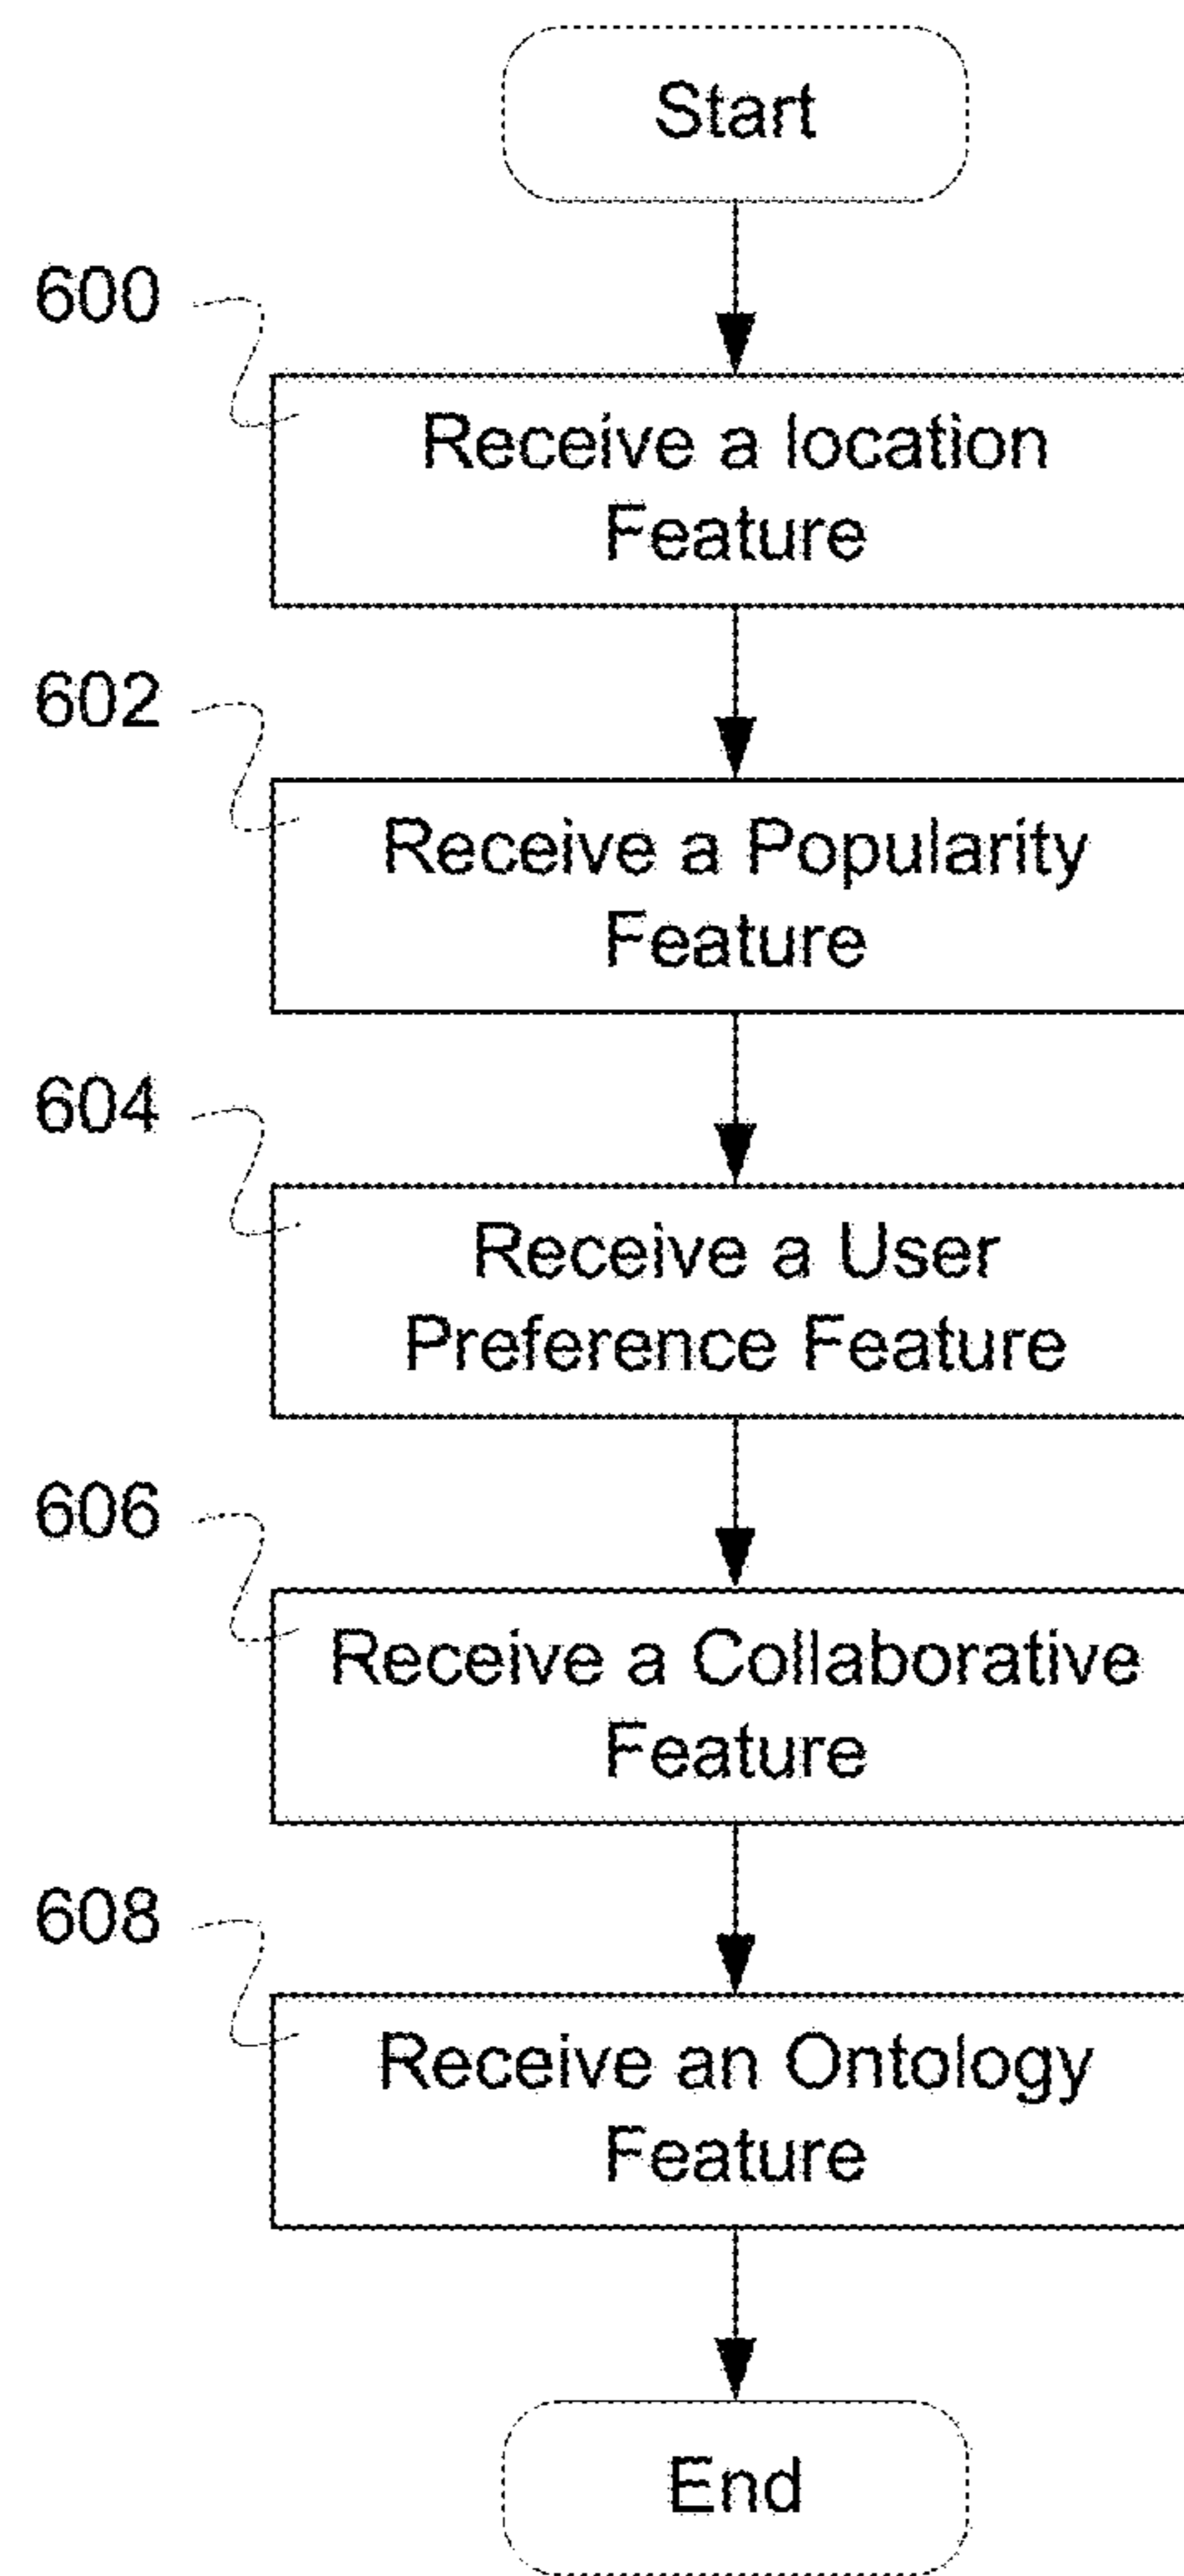 Start
600
Receive a location
Feature
602
Receive a Popularity
Feature
604
Receive a User
Preference Feature
606
Receive a Collaborative
Feature
608
Receive an Ontology
Feature
End